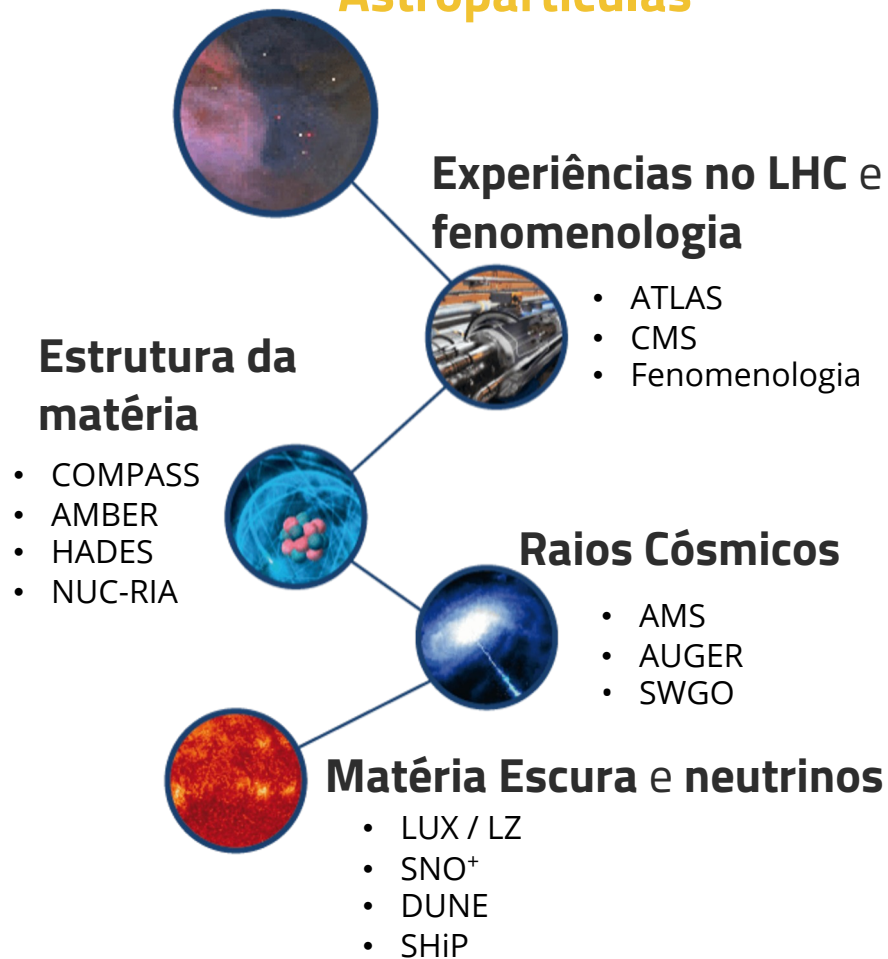 Astropartículas
Experiências no LHC e
fenomenologia
• ATLAS
• CMS
• Fenomenologia
Estrutura da
matéria
• COMPASS
• AMBER
• HADES
• NUC-RIA
Raios Cósmicos
• AMS
• AUGER
• SWGO
Matéria Escura e neutrinos
• LUX / LZ
• SNO⁺
• DUNE
• SHiP